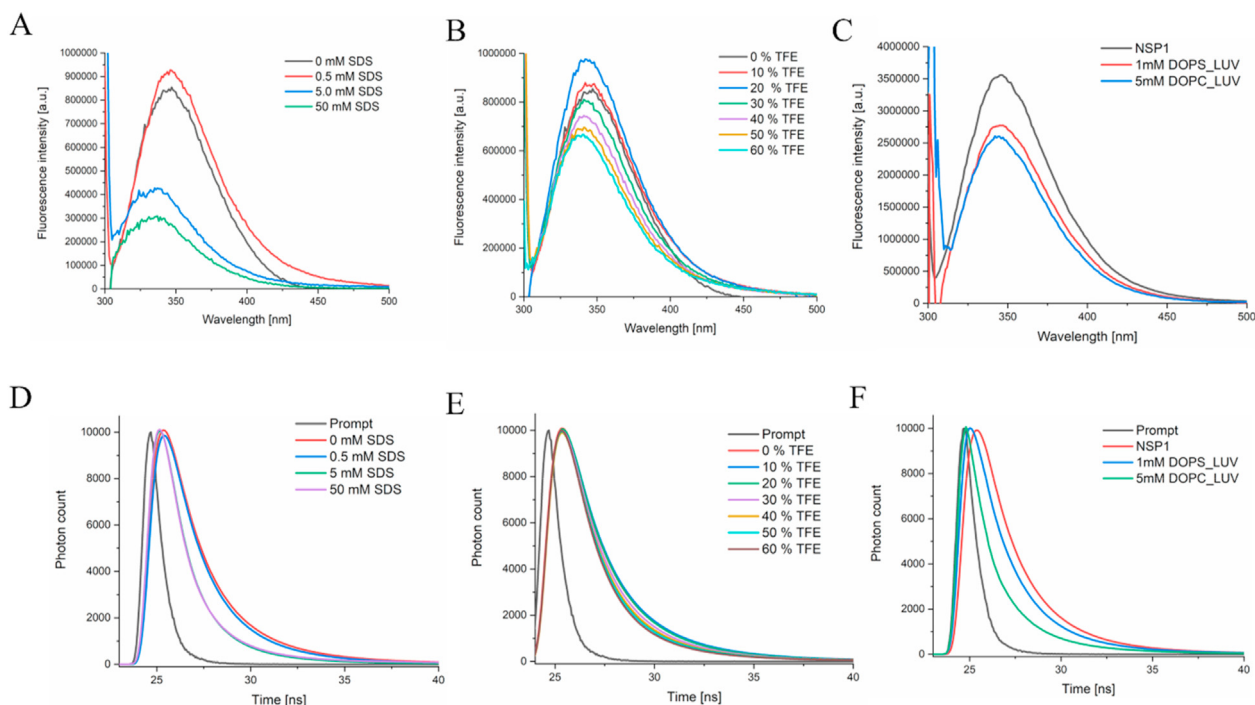 A
Fluorescence intensity [a.u.]
1000000
900000
800000
700000
600000
500000
400000
300000
200000
100000
0
300
350
400
450
500
Wavelength [nm]
0 mM SDS
0.5 mM SDS
5.0 mM SDS
50 mM SDS
B
Fluorescence intensity [a.u.]
1000000
800000
600000
400000
200000
0
300
350
400
450
500
Wavelength [nm]
0 % TFE
10 % TFE
20 % TFE
30 % TFE
40 % TFE
50 % TFE
60 % TFE
C
Fluorescence intensity [a.u.]
4000000
3500000
3000000
2500000
2000000
1500000
1000000
500000
0
300
350
400
450
500
Wavelength [nm]
NSP1
1mM DOPS_LUV
5mM DOPC_LUV
D
Photon count
10000
8000
6000
4000
2000
0
25
30
35
40
Time [ns]
Prompt
0 mM SDS
0.5 mM SDS
5 mM SDS
50 mM SDS
E
Photon count
10000
8000
6000
4000
2000
0
25
30
35
40
Time [ns]
Prompt
0 % TFE
10 % TFE
20 % TFE
30 % TFE
40 % TFE
50 % TFE
60 % TFE
F
Photon count
10000
8000
6000
4000
2000
0
25
30
35
40
Time [ns]
Prompt
NSP1
1mM DOPS_LUV
5mM DOPC_LUV